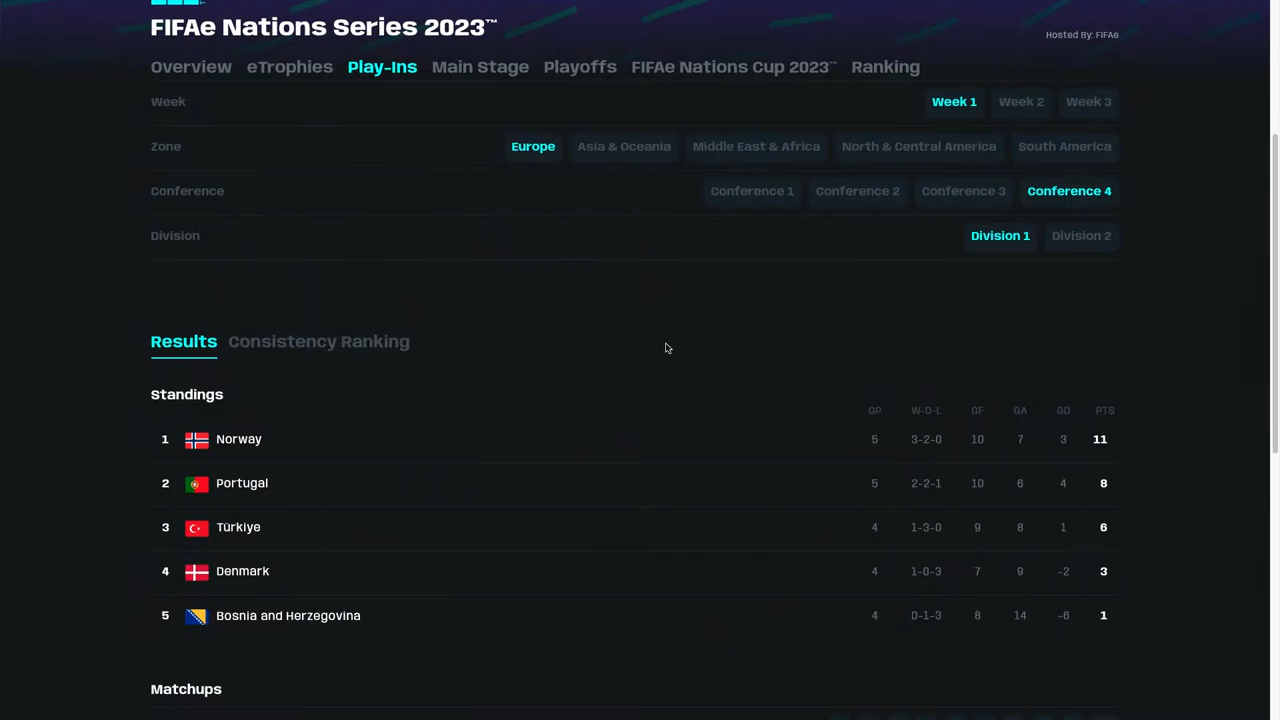 FIFAe Nations Series 2023™
Hosted By: FIFAe
Overview eTrophies Play-Ins Main Stage Playoffs FIFAe Nations Cup 2023™ Ranking
Week Week 1 Week 2 Week 3
Zone Europe Asia & Oceania Middle East & Africa North & Central America South America
Conference Conference 1 Conference 2 Conference 3 Conference 4
Division Division 1 Division 2
Results Consistency Ranking
Standings
GP W-D-L GF GA GD PTS
1 Norway 5 3-2-0 10 7 3 11
2 Portugal 5 2-2-1 10 6 4 8
3 Türkiye 4 1-3-0 9 8 1 6
4 Denmark 4 1-0-3 7 9 -2 3
5 Bosnia and Herzegovina 4 0-1-3 8 14 -6 1
Matchups